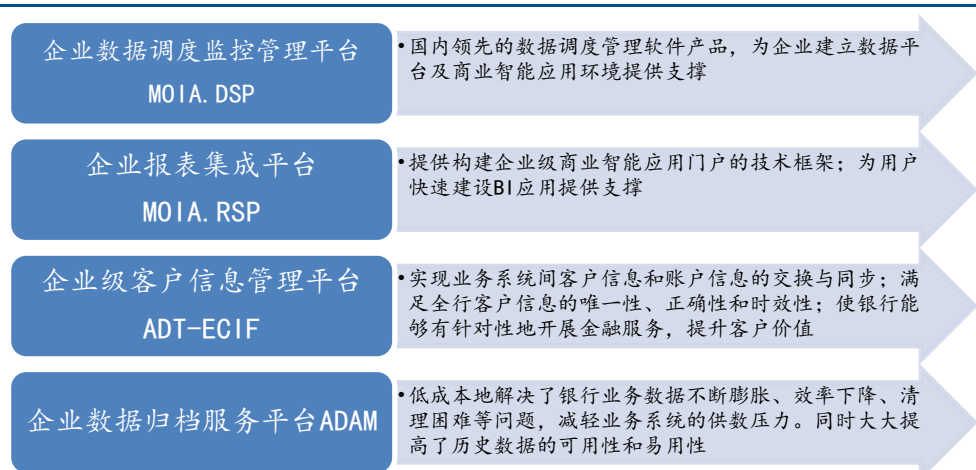 企业数据调度监控管理平台
MOIA.DSP
•国内领先的数据调度管理软件产品，为企业建立数据平
台及商业智能应用环境提供支撑
企业报表集成平台
MOIA.RSP
•提供构建企业级商业智能应用门户的技术框架；为用户
快速建设BI应用提供支撑
企业级客户信息管理平台
ADT-ECIF
•实现业务系统间客户信息和账户信息的交换与同步；满
足全行客户信息的唯一性、正确性和时效性；使银行能
够有针对性地开展金融服务，提升客户价值
企业数据归档服务平台ADAM
•低成本地解决了银行业务数据不断膨胀、效率下降、清
理困难等问题，减轻业务系统的供数压力。同时大大提
高了历史数据的可用性和易用性